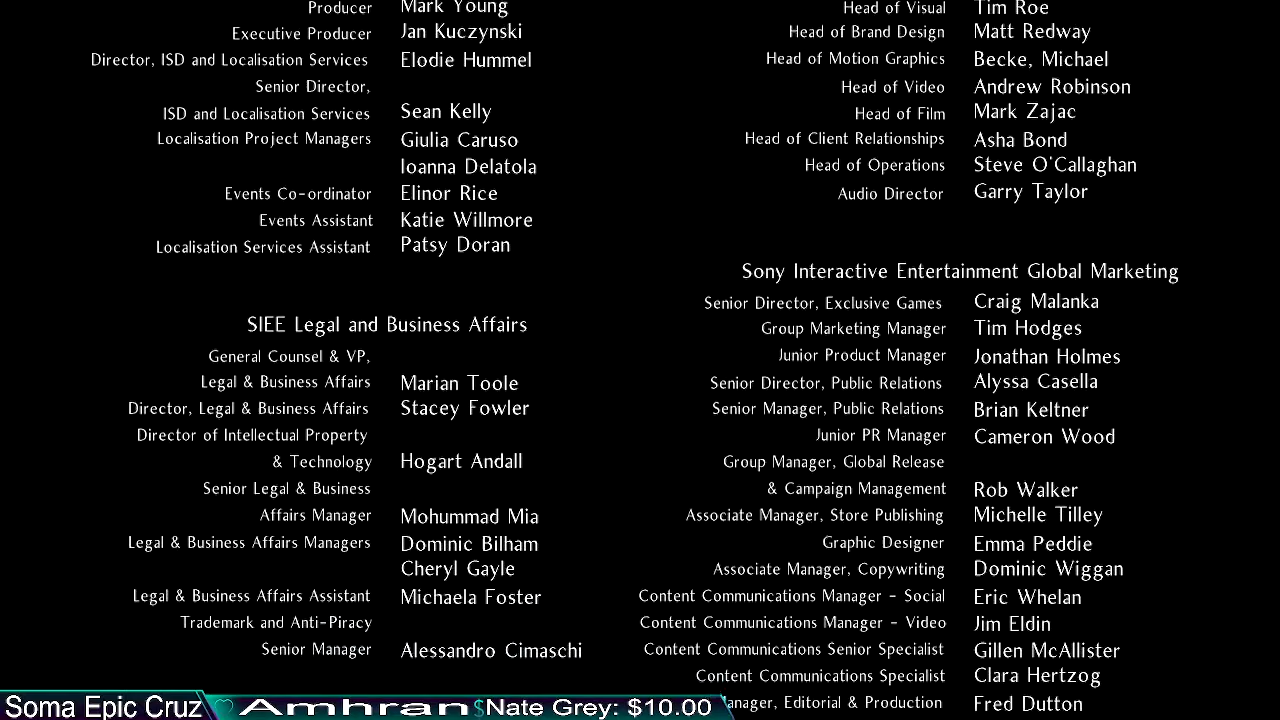 Producer Mark Young
Executive Producer Jan Kuczynski
Director, ISD and Localisation Services Elodie Hummel
Senior Director,
ISD and Localisation Services Sean Kelly
Localisation Project Managers Giulia Caruso
Ioanna Delatola
Events Co-ordinator Elinor Rice
Events Assistant Katie Willmore
Localisation Services Assistant Patsy Doran
SIEE Legal and Business Affairs
General Counsel & VP,
Legal & Business Affairs Marian Toole
Director, Legal & Business Affairs Stacey Fowler
Director of Intellectual Property
& Technology Hogart Andall
Senior Legal & Business
Affairs Manager Mohummad Mia
Legal & Business Affairs Managers Dominic Bilham
Cheryl Gayle
Legal & Business Affairs Assistant Michaela Foster
Trademark and Anti-Piracy
Senior Manager Alessandro Cimaschi
Head of Visual Tim Roe
Head of Brand Design Matt Redway
Head of Motion Graphics Becke, Michael
Head of Video Andrew Robinson
Head of Film Mark Zajac
Head of Client Relationships Asha Bond
Head of Operations Steve O'Callaghan
Audio Director Garry Taylor
Sony Interactive Entertainment Global Marketing
Senior Director, Exclusive Games Craig Malanka
Group Marketing Manager Tim Hodges
Junior Product Manager Jonathan Holmes
Senior Director, Public Relations Alyssa Casella
Senior Manager, Public Relations Brian Keltner
Junior PR Manager Cameron Wood
Group Manager, Global Release
& Campaign Management Rob Walker
Associate Manager, Store Publishing Michelle Tilley
Graphic Designer Emma Peddie
Associate Manager, Copywriting Dominic Wiggan
Content Communications Manager - Social Eric Whelan
Content Communications Manager - Video Jim Eldin
Content Communications Senior Specialist Gillen McAllister
Content Communications Specialist Clara Hertzog
anager, Editorial & Production Fred Dutton
Soma Epic Cruz ♡ Amhran $Nate Grey: $10.00